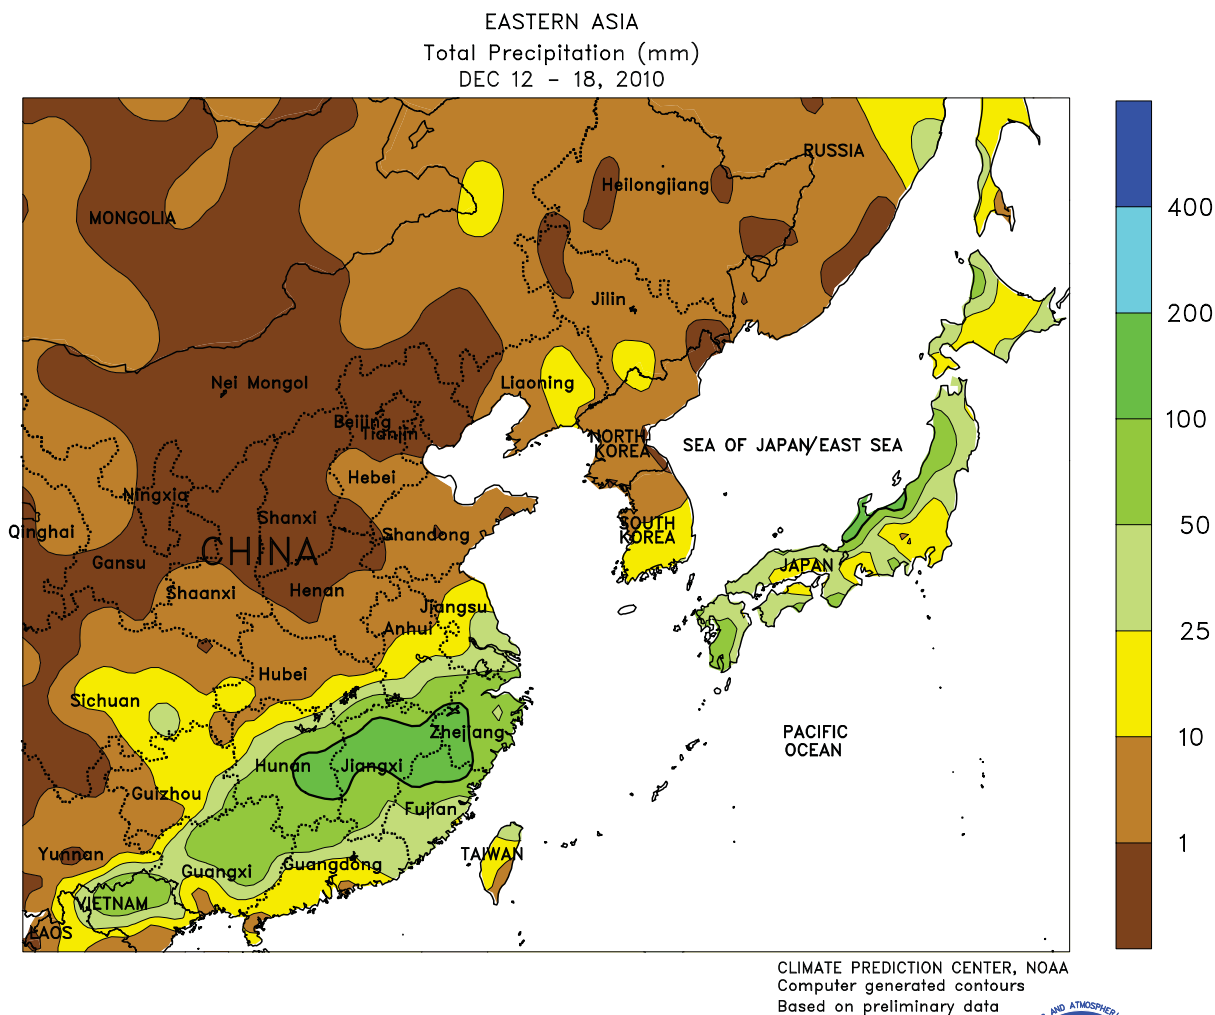 EASTERN ASIA
Total Precipitation (mm)
DEC 12 - 18, 2010
RUSSIA
Heilongjiang
MONGOLIA
400
Jilin
200
Nei Mongol
Liaoning
Beijing
Tianjin
100
NORTH
KOREA
SEA OF JAPAN/EAST SEA
Hebei
Ningxia
Shanxi
50
SOUTH
KOREA
Qinghai
Shandong
CHINA
Gansu
JAPAN
Shaanxi
Henan
Jiangsu
Anhui
25
Hubei
Sichuan
Zhejiang
PACIFIC
OCEAN
10
Hunan
Jiangxi
Guizhou
Fujian
1
Yunnan
TAIWAN
Guangxi
Guangdong
VIETNAM
LAOS
CLIMATE PREDICTION CENTER, NOAA
Computer generated contours
Based on preliminary data
AND ATMOSPHERI